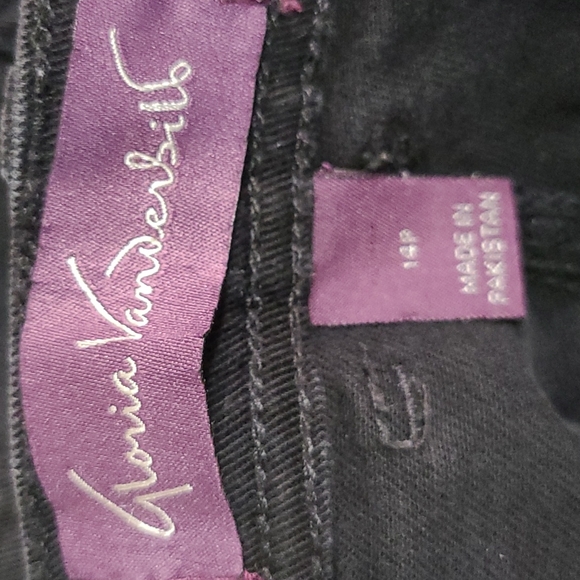 Gloria Vanderbilt
14P
MADE IN
PAKISTAN